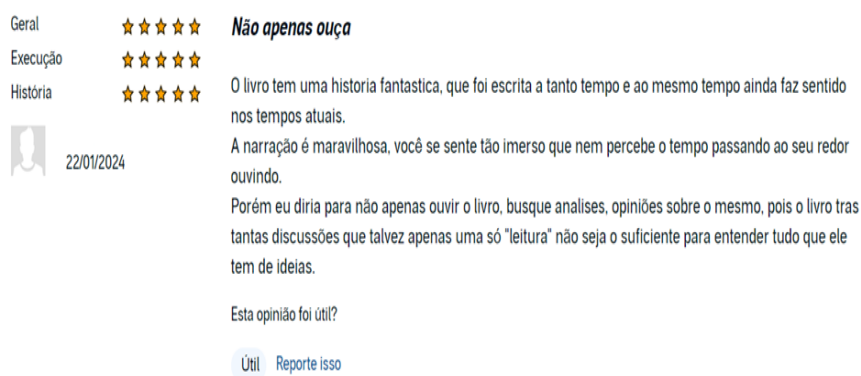 Geral
Execução
História
22/01/2024
Não apenas ouça
O livro tem uma historia fantastica, que foi escrita a tanto tempo e ao mesmo tempo ainda faz sentido
nos tempos atuais.
A narração é maravilhosa, você se sente tão imerso que nem percebe o tempo passando ao seu redor
ouvindo.
Porém eu diria para não apenas ouvir o livro, busque analises, opiniões sobre o mesmo, pois o livro tras
tantas discussões que talvez apenas uma só "leitura" não seja o suficiente para entender tudo que ele
tem de ideias.
Esta opinião foi útil?
Útil Reporte isso